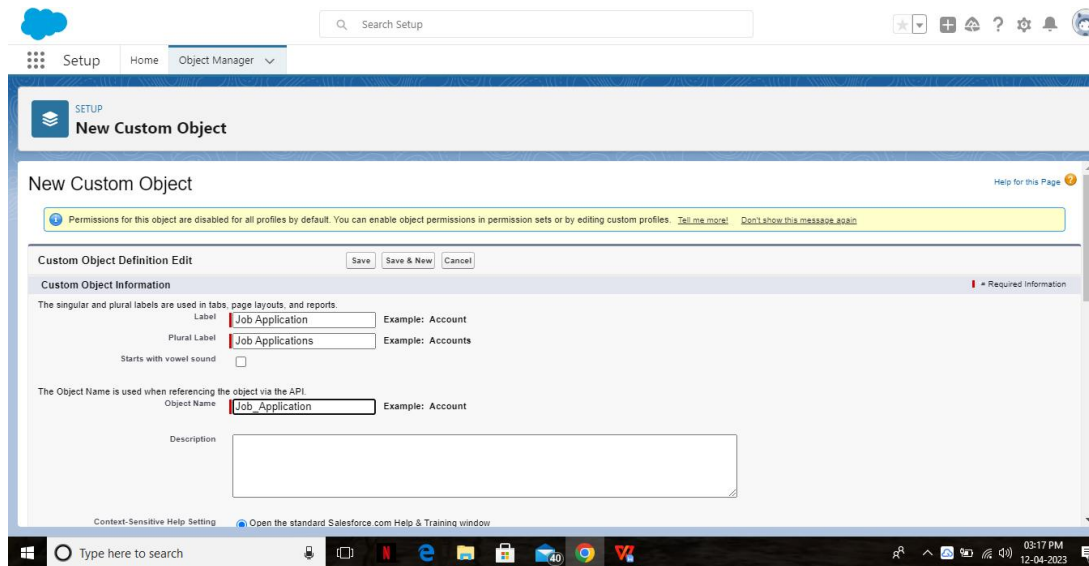 Search Setup
Setup Home Object Manager
SETUP
New Custom Object
New Custom Object
Help for this Page ?
i Permissions for this object are disabled for all profiles by default. You can enable object permissions in permission sets or by editing custom profiles. Tell me more! Don't show this message again
Custom Object Definition Edit Save Save & New Cancel
Custom Object Information = Required Information
The singular and plural labels are used in tabs, page layouts, and reports.
Label Job Application Example: Account
Plural Label Job Applications Example: Accounts
Starts with vowel sound
The Object Name is used when referencing the object via the API.
Object Name Job_Application Example: Account
Description
Context-Sensitive Help Setting Open the standard Salesforce.com Help & Training window
Type here to search N 40 03:17 PM
12-04-2023